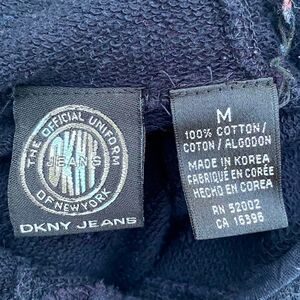 THE OFFICIAL UNIFORM
DKNY
JEANS
OF NEW YORK
DKNY JEANS
M
100% COTTON/
COTON / ALGODON
MADE IN KOREA
FABRIQUÉ EN CORÉE
HECHO EN COREA
RN 52002
CA 16396